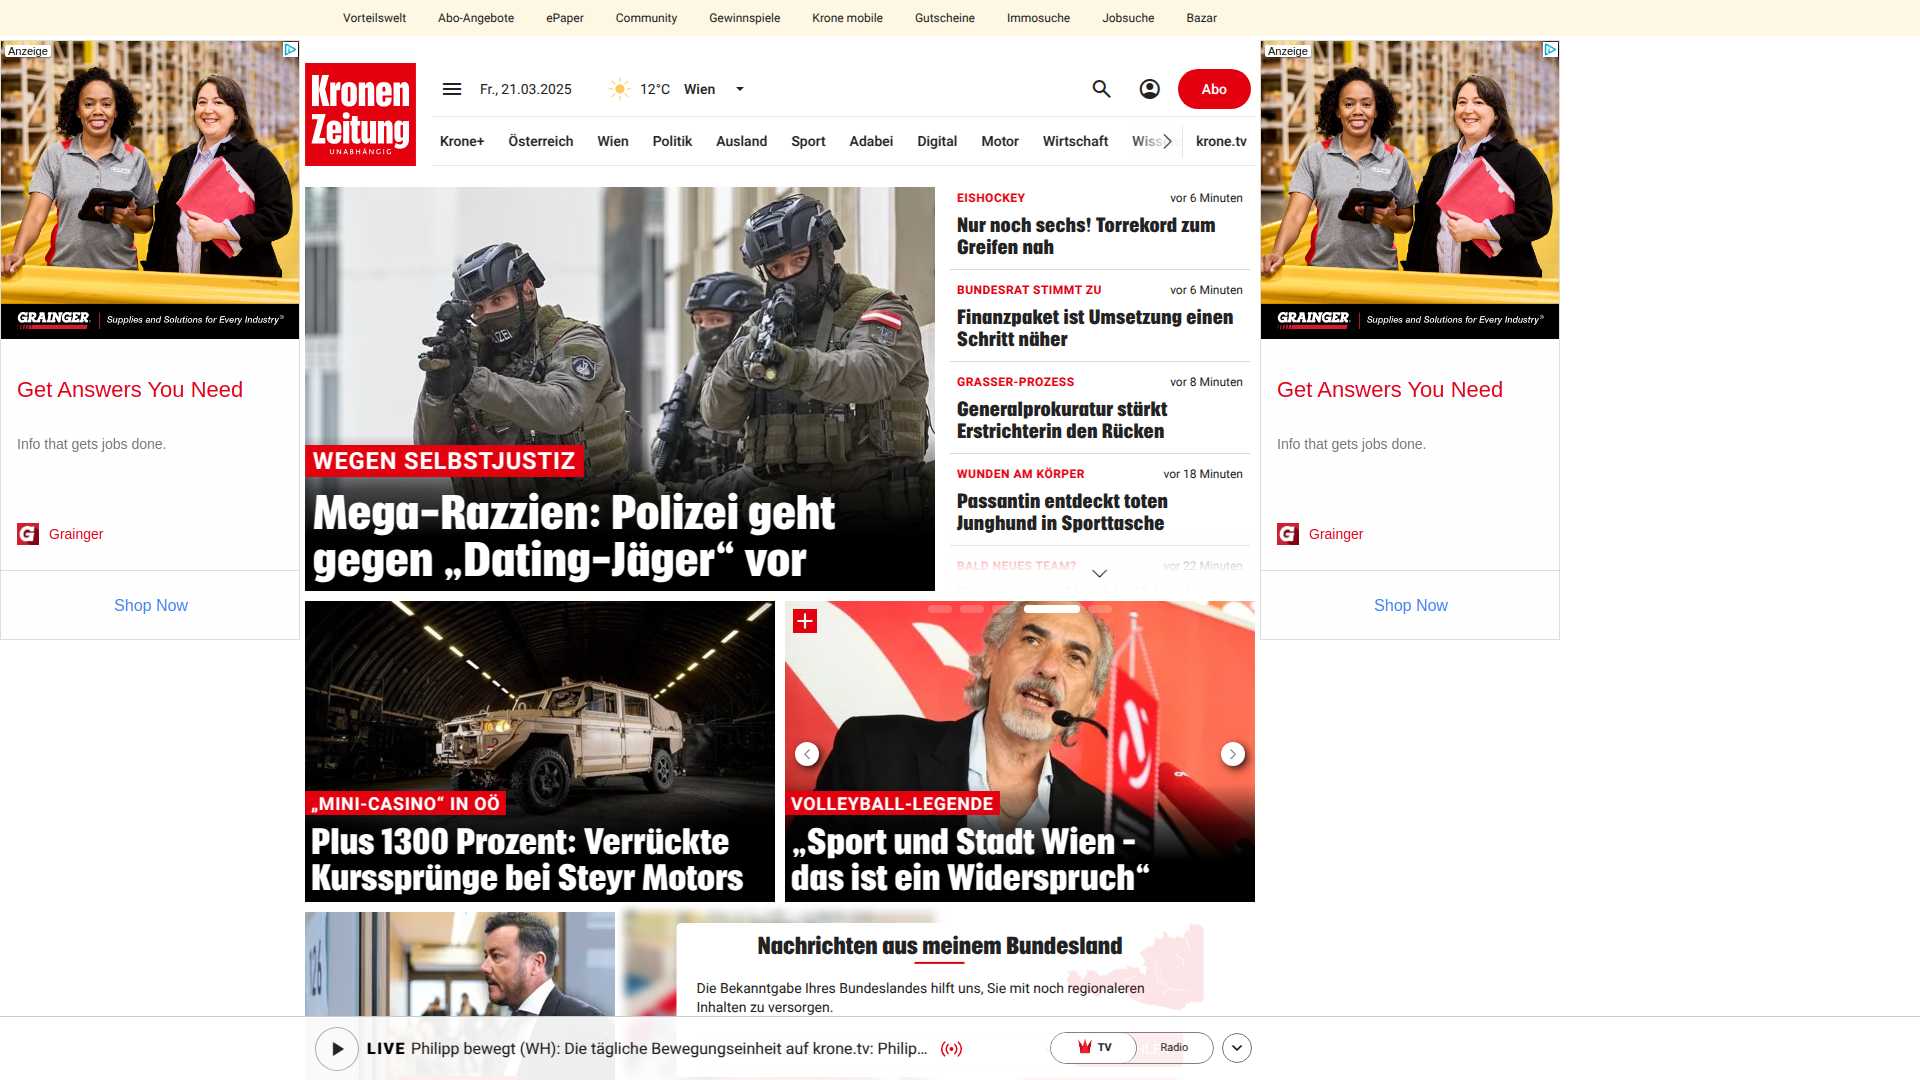 Vorteilswelt Abo-Angebote ePaper Community Gewinnspiele Krone mobile Gutscheine Immosuche Jobsuche Bazar
Anzeige
GRAINGER
Supplies and Solutions for Every Industry®
Get Answers You Need
Info that gets jobs done.
Grainger
Shop Now
Kronen
Zeitung
UNABHÄNGIG
Fr., 21.03.2025 12°C Wien
Abo
Krone+ Österreich Wien Politik Ausland Sport Adabei Digital Motor Wirtschaft Wiss krone.tv
POLIZEI
WEGEN SELBSTJUSTIZ
Mega-Razzien: Polizei geht
gegen „Dating-Jäger“ vor
EISHOCKEY vor 6 Minuten
Nur noch sechs! Torrekord zum
Greifen nah
BUNDESRAT STIMMT ZU vor 6 Minuten
Finanzpaket ist Umsetzung einen
Schritt näher
GRASSER-PROZESS vor 8 Minuten
Generalprokuratur stärkt
Erstrichterin den Rücken
WUNDEN AM KÖRPER vor 18 Minuten
Passantin entdeckt toten
Junghund in Sporttasche
BALD NEUES TEAM? vor 22 Minuten
„MINI-CASINO“ IN OÖ
Plus 1300 Prozent: Verrückte
Kurssprünge bei Steyr Motors
VOLLEYBALL-LEGENDE
„Sport und Stadt Wien -
das ist ein Widerspruch“
126
Nachrichten aus meinem Bundesland
Die Bekanntgabe Ihres Bundeslandes hilft uns, Sie mit noch regionaleren
Inhalten zu versorgen.
LIVE Philipp bewegt (WH): Die tägliche Bewegungseinheit auf krone.tv: Philip...
TV Radio
Anzeige
GRAINGER
Supplies and Solutions for Every Industry®
Get Answers You Need
Info that gets jobs done.
Grainger
Shop Now